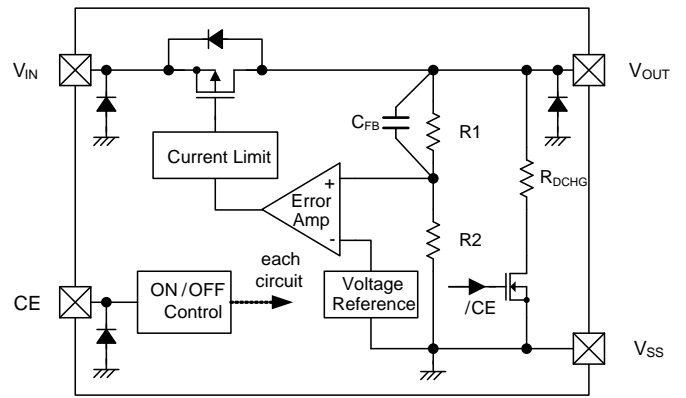 VIN
VOUT
CFB
R1
Current Limit
RDCHG
+
Error
Amp
-
R2
each
circuit
CE
ON/OFF
Control
Voltage
Reference
/CE
VSS